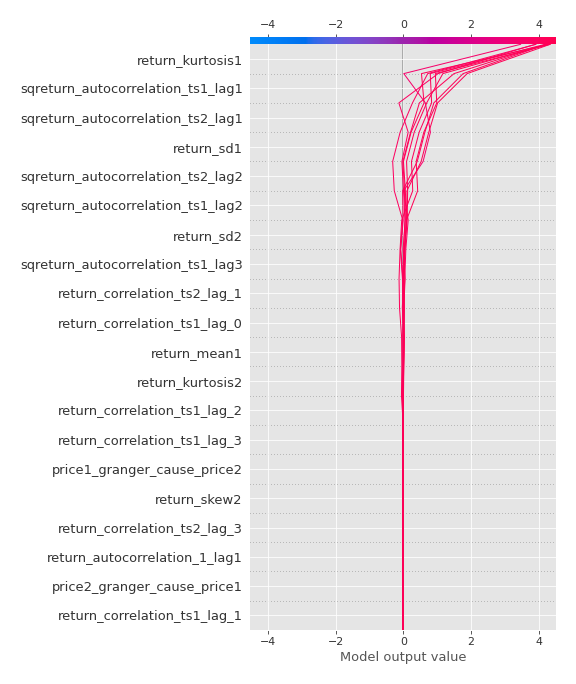 −4 −2 0 2 4
return_kurtosis1
sqreturn_autocorrelation_ts1_lag1
sqreturn_autocorrelation_ts2_lag1
return_sd1
sqreturn_autocorrelation_ts2_lag2
sqreturn_autocorrelation_ts1_lag2
return_sd2
sqreturn_autocorrelation_ts1_lag3
return_correlation_ts2_lag_1
return_correlation_ts1_lag_0
return_mean1
return_kurtosis2
return_correlation_ts1_lag_2
return_correlation_ts1_lag_3
price1_granger_cause_price2
return_skew2
return_correlation_ts2_lag_3
return_autocorrelation_1_lag1
price2_granger_cause_price1
return_correlation_ts1_lag_1
−4 −2 0 2 4
Model output value